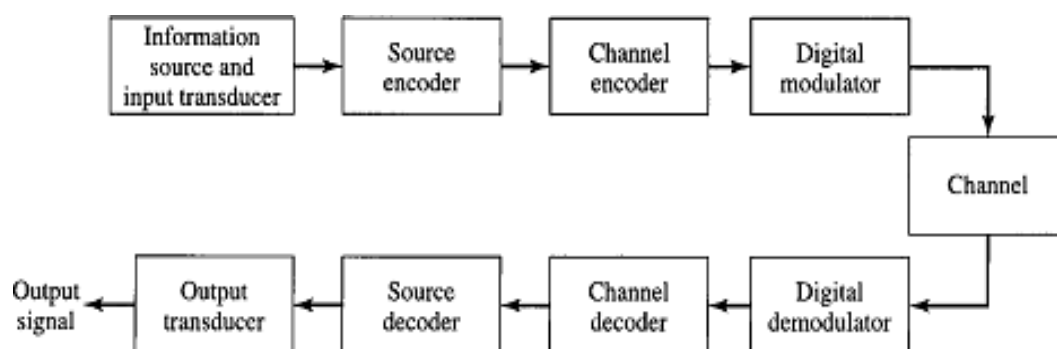 Information
source and
input transducer
Source
encoder
Channel
encoder
Digital
modulator
Channel
Output
signal
Output
transducer
Source
decoder
Channel
decoder
Digital
demodulator